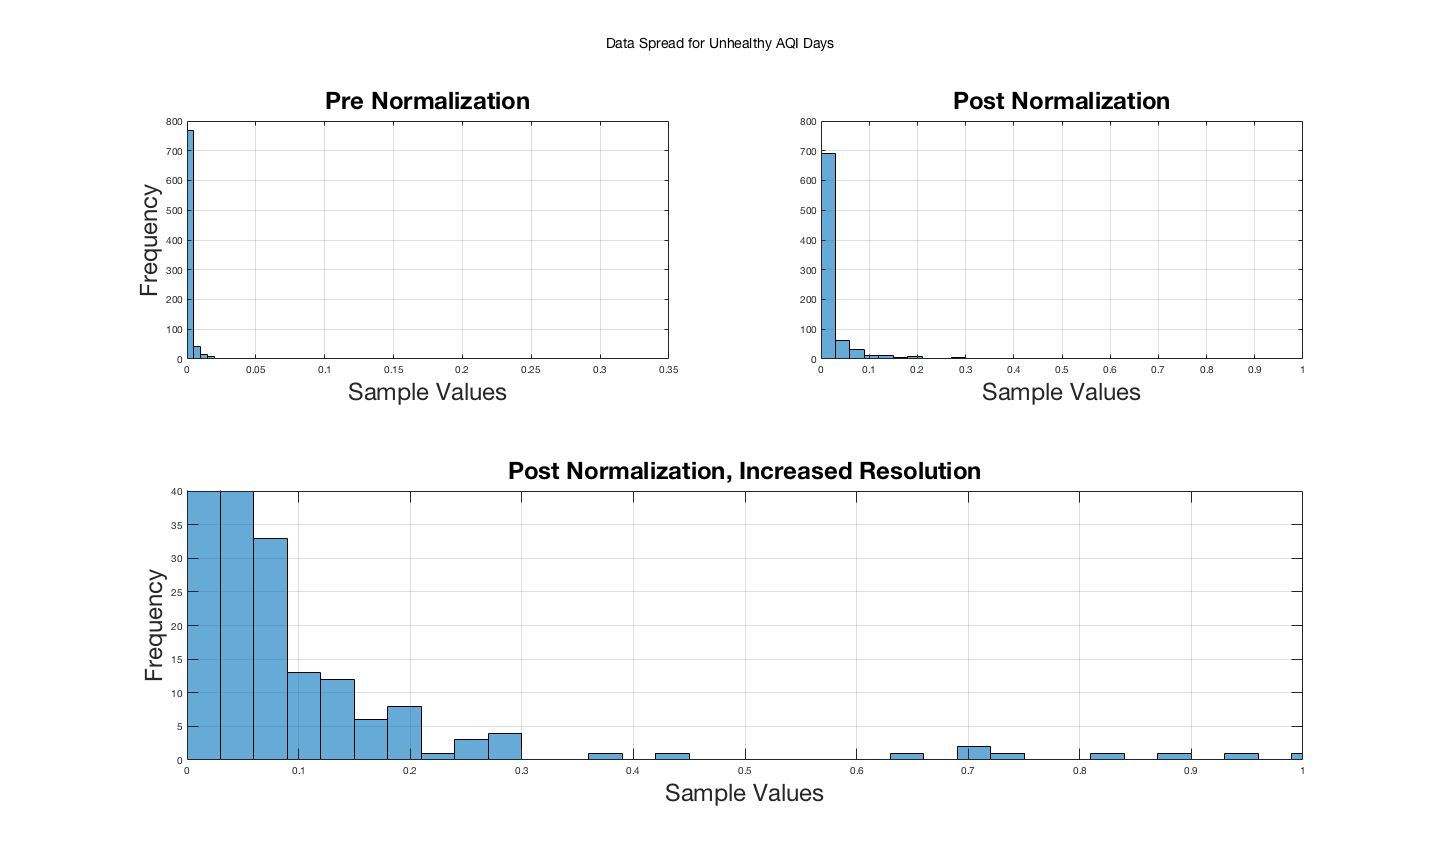 Data Spread for Unhealthy AQI Days
Pre Normalization
800
700
600
500
400
300
200
100
0
Frequency
0 0.05 0.1 0.15 0.2 0.25 0.3 0.35
Sample Values
Post Normalization
800
700
600
500
400
300
200
100
0
0 0.1 0.2 0.3 0.4 0.5 0.6 0.7 0.8 0.9 1
Sample Values
Post Normalization, Increased Resolution
40
35
30
25
20
15
10
5
0
Frequency
0 0.1 0.2 0.3 0.4 0.5 0.6 0.7 0.8 0.9 1
Sample Values